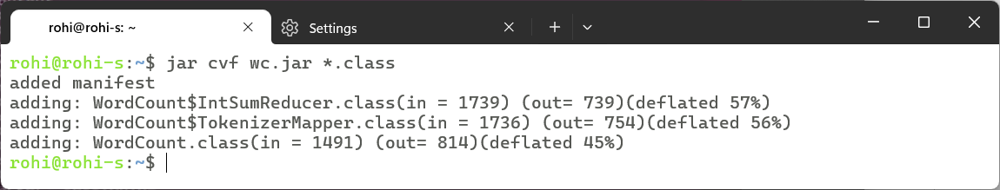 rohi@rohi-s: ~
Settings
rohi@rohi-s:~$ jar cvf wc.jar *.class
added manifest
adding: WordCount$IntSumReducer.class(in = 1739) (out= 739)(deflated 57%)
adding: WordCount$TokenizerMapper.class(in = 1736) (out= 754)(deflated 56%)
adding: WordCount.class(in = 1491) (out= 814)(deflated 45%)
rohi@rohi-s:~$